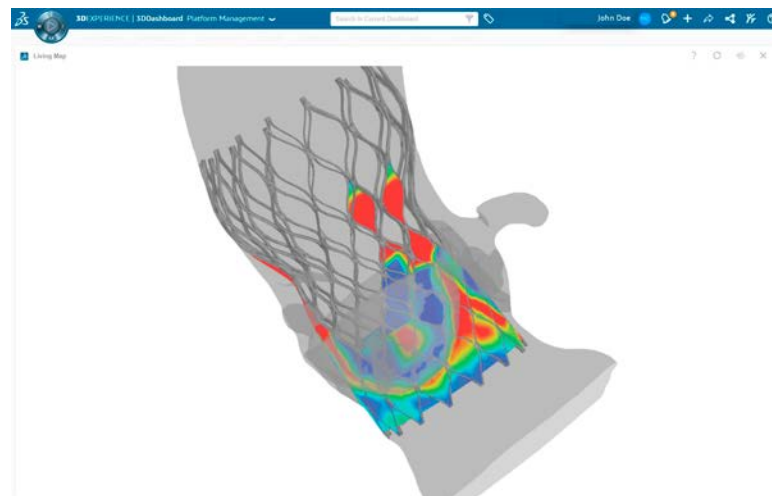 3DEXPERIENCE | 3DDashboard Platform Management
Search in Current Dashboard
John Doe
Living Map